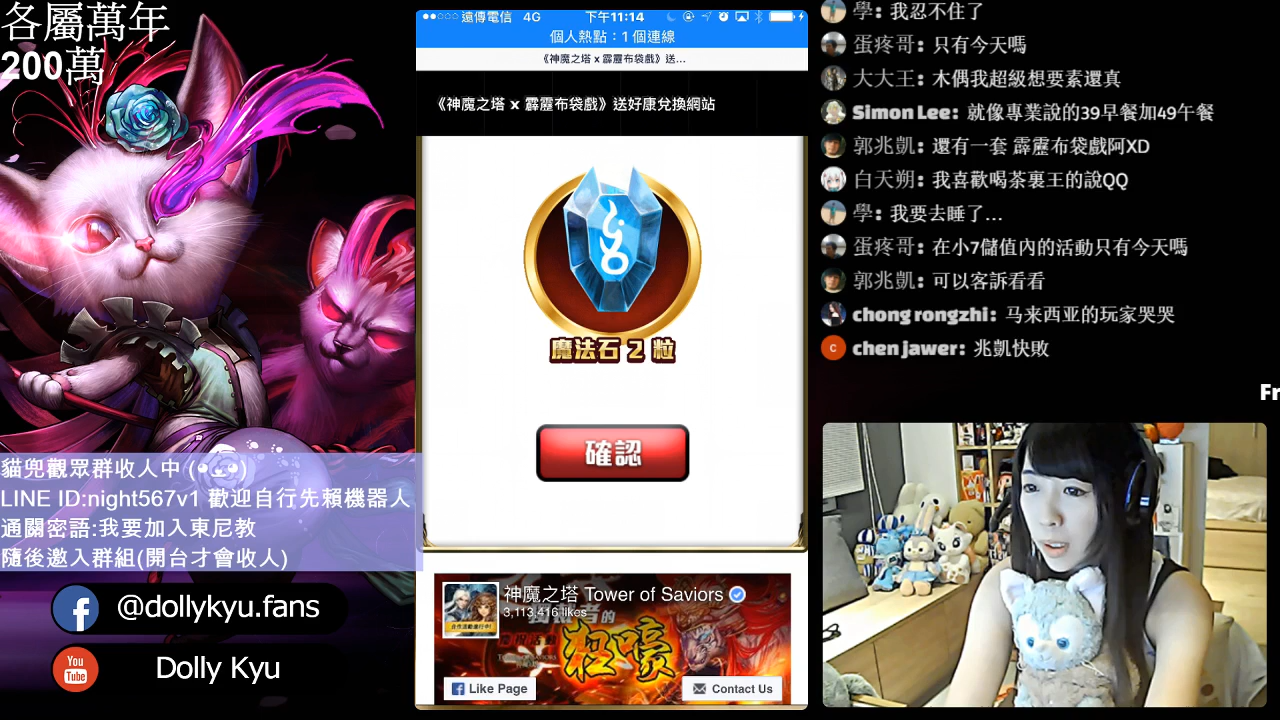 各屬萬年
200萬
貓兜觀眾群收人中
LINE ID:night567v1 歡迎自行先賴機器人
通關密語:我要加入東尼教
隨後邀入群組(開台才會收人)
@dollykyu.fans
You
Tube
Dolly Kyu
遠傳電信 4G 下午11:14
個人熱點：1 個連線
《神魔之塔 x 霹靂布袋戲》送...
《神魔之塔 x 霹靂布袋戲》送好康兌換網站
魔法石 2 粒
確認
神魔之塔 Tower of Saviors
3,113,416 likes
狂嚎
Like Page
Contact Us
學: 我忍不住了
蛋疼哥: 只有今天嗎
大大王: 木偶我超級想要素還真
Simon Lee: 就像專業說的39早餐加49午餐
郭兆凱: 還有一套 霹靂布袋戲阿XD
白天朔: 我喜歡喝茶裏王的說QQ
學: 我要去睡了...
蛋疼哥: 在小7儲值內的活動只有今天嗎
郭兆凱: 可以客訴看看
chong rongzhi: 马来西亚的玩家哭哭
C
chen jawer: 兆凱快敗
Fr